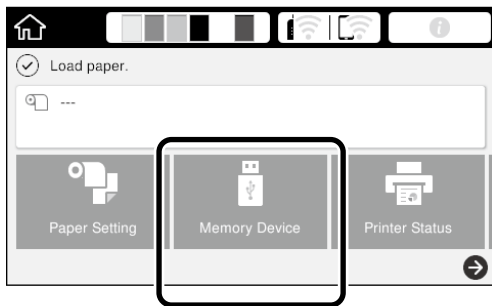 Load paper.
---
Paper Setting
Memory Device
Printer Status